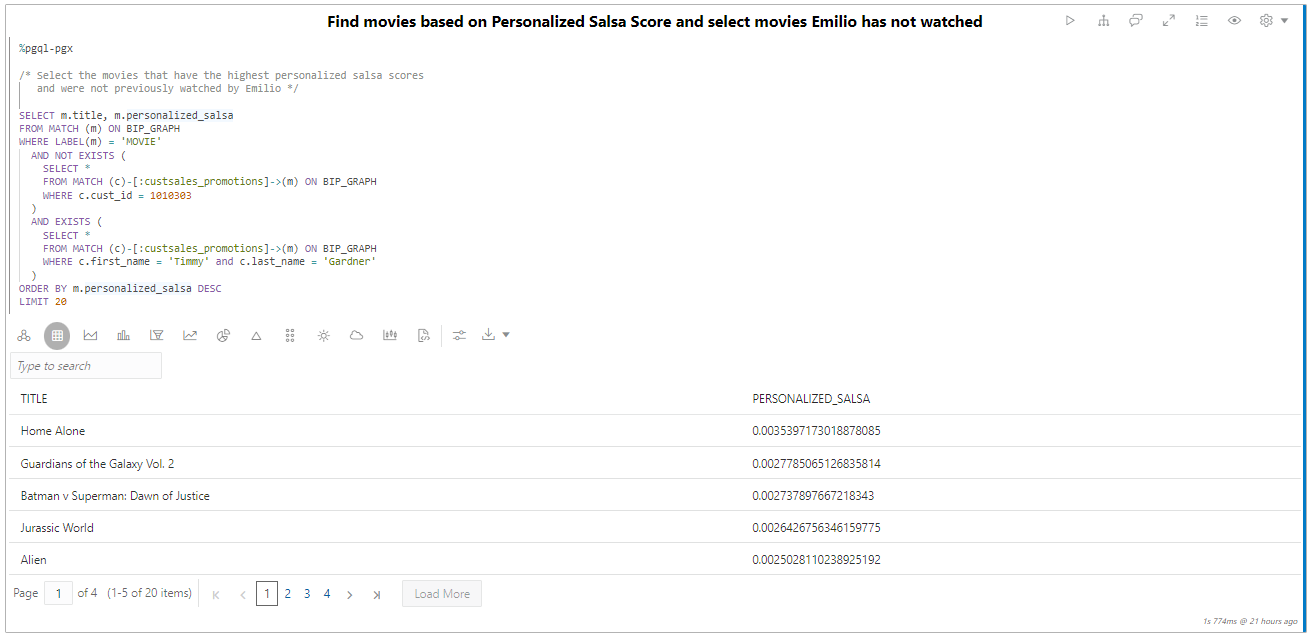 Find movies based on Personalized Salsa Score and select movies Emilio has not watched
%pgql-pgx
/* Select the movies that have the highest personalized salsa scores
and were not previously watched by Emilio */
SELECT m.title, m.personalized_salsa
FROM MATCH (m) ON BIP_GRAPH
WHERE LABEL(m) = 'MOVIE'
AND NOT EXISTS (
SELECT *
FROM MATCH (c)-[:custsales_promotions]->(m) ON BIP_GRAPH
WHERE c.cust_id = 1010303
)
AND EXISTS (
SELECT *
FROM MATCH (c)-[:custsales_promotions]->(m) ON BIP_GRAPH
WHERE c.first_name = 'Timmy' and c.last_name = 'Gardner'
)
ORDER BY m.personalized_salsa DESC
LIMIT 20
Type to search
TITLE PERSONALIZED_SALSA
Home Alone 0.0035397173018878085
Guardians of the Galaxy Vol. 2 0.0027785065126835814
Batman v Superman: Dawn of Justice 0.002737897667218343
Jurassic World 0.0026426756346159775
Alien 0.0025028110238925192
Page 1 of 4 (1-5 of 20 items) 1 2 3 4 Load More
1s 774ms @ 21 hours ago